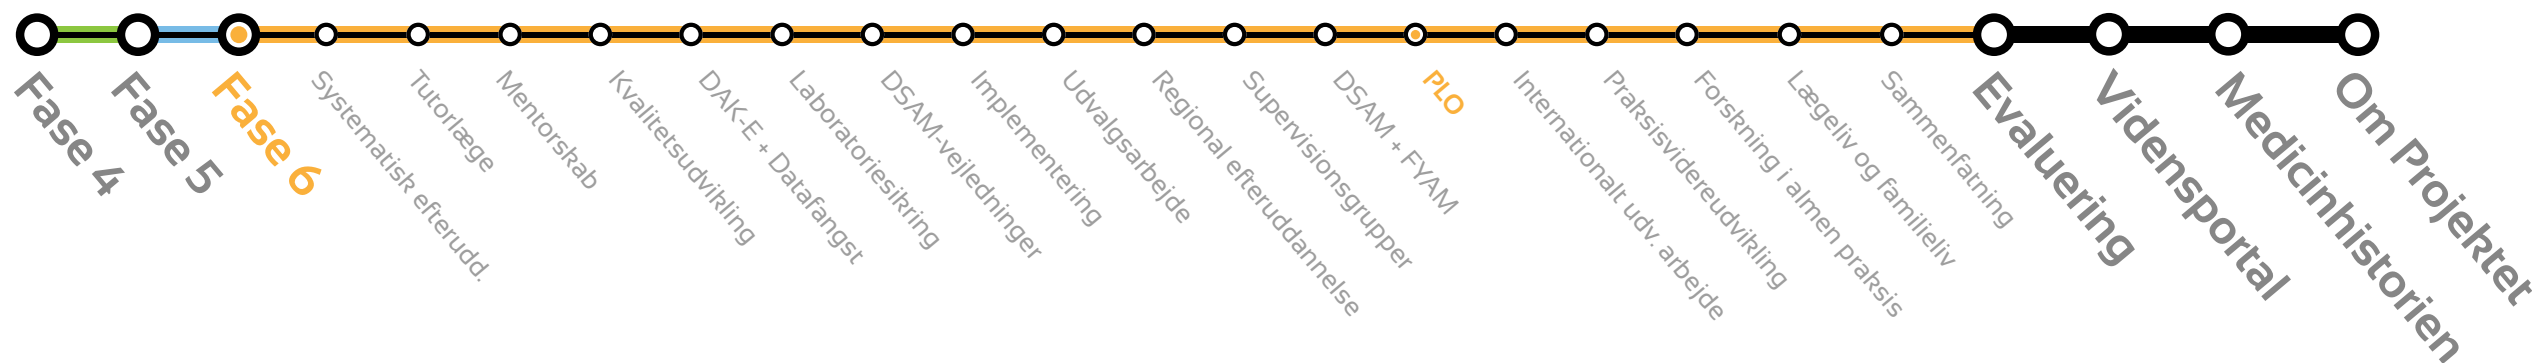 Fase 4
Fase 5
Fase 6
Systematisk efterudd.
Tutorlæge
Mentorskab
Kvalitetsudvikling
DAK-E + Datafangst
Laboratoriesikring
DSAM-vejledninger
Implementering
Udvalgsarbejde
Regional efteruddannelse
Supervisionsgrupper
DSAM + FYAM
PLO
Internationalt udv. arbejde
Praksisvidereudvikling
Forskning i almen praksis
Lægeliv og familieliv
Sammenfatning
Evaluering
Vidensportal
Medicinhistorien
Om Projektet